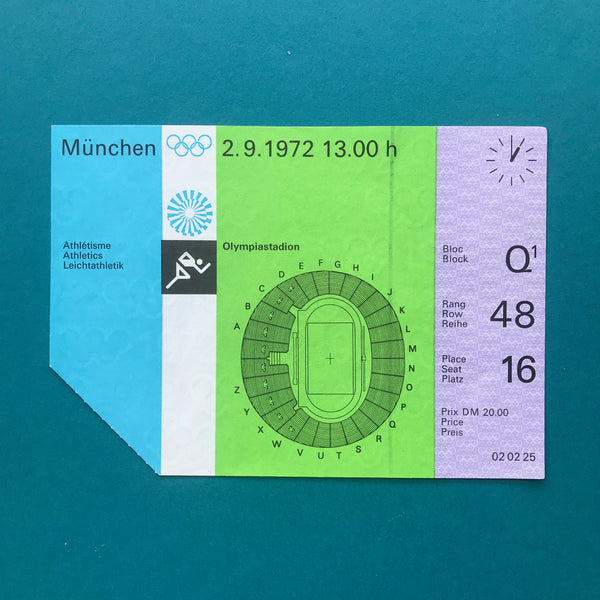 München
2.9.1972 13.00 h
Athlétisme
Athletics
Leichtathletik
Olympiastadion
A
B
C
D
E
F
G
H
I
J
K
L
M
N
O
P
Q
R
S
T
U
V
W
X
Y
Z
Bloc
Block
Q1
Rang
Row
Reihe
48
Place
Seat
Platz
16
Prix DM 20.00
Price
Preis
02 02 25